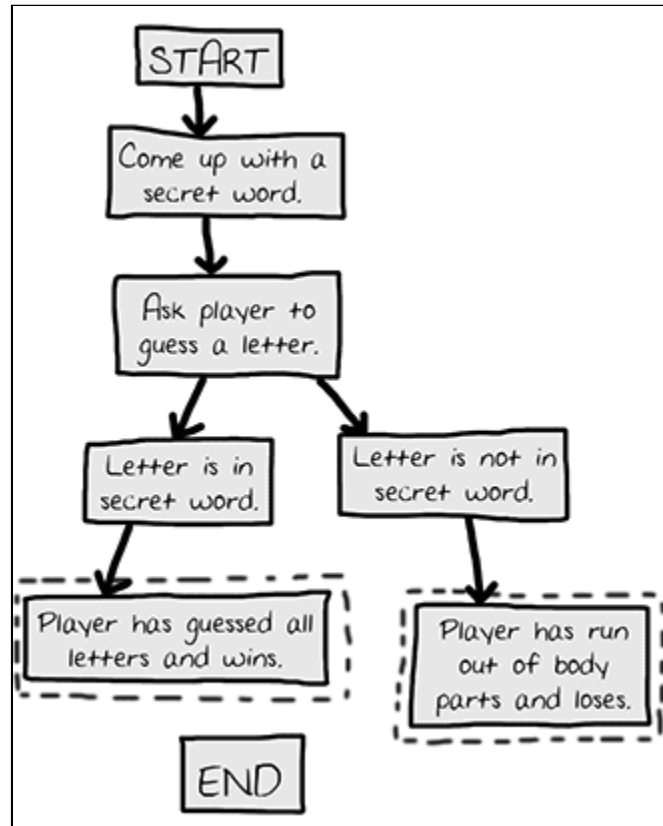 START
Come up with a
secret word.
Ask player to
guess a letter.
Letter is in
secret word.
Letter is not in
secret word.
Player has guessed all
letters and wins.
Player has run
out of body
parts and loses.
END